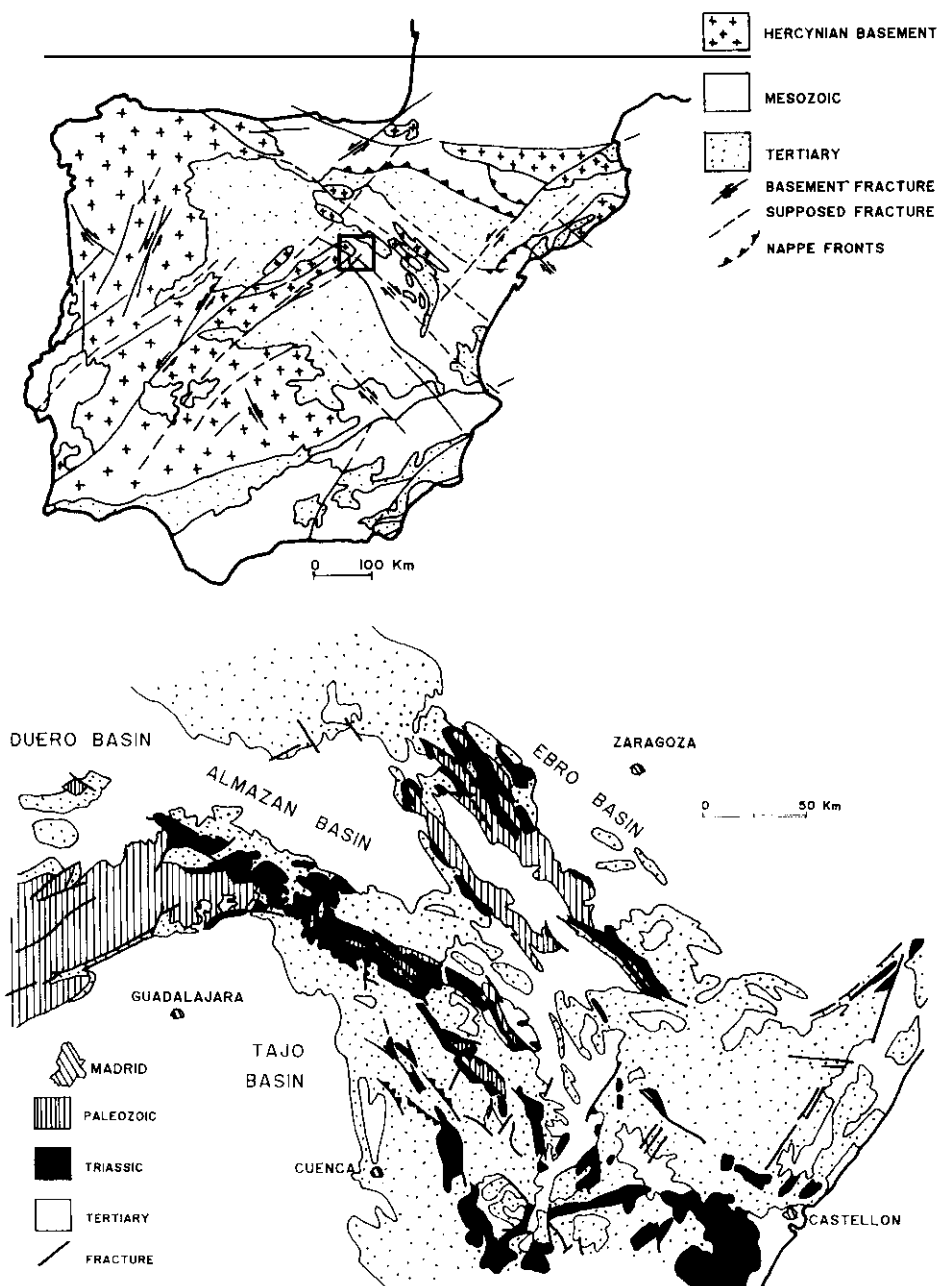 HERCYNIAN BASEMENT
MESOZOIC
TERTIARY
BASEMENT FRACTURE
SUPPOSED FRACTURE
NAPPE FRONTS
0 100 Km
DUERO BASIN
ALMAZAN BASIN
EBRO BASIN
ZARAGOZA
0 50 Km
GUADALAJARA
TAJO
BASIN
MADRID
PALEOZOIC
TRIASSIC
CUENCA
TERTIARY
CASTELLON
FRACTURE